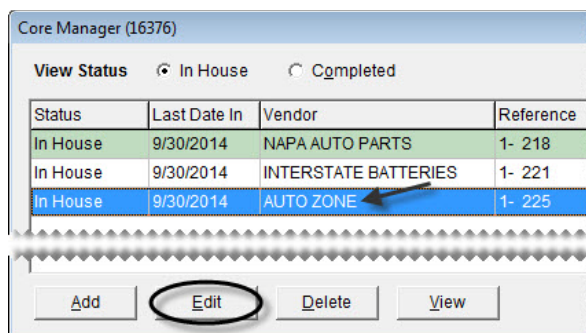 Core Manager (16376)
View Status In House Completed
Status Last Date In Vendor Reference
In House 9/30/2014 NAPA AUTO PARTS 1- 218
In House 9/30/2014 INTERSTATE BATTERIES 1- 221
In House 9/30/2014 AUTO ZONE 1- 225
Add Edit Delete View